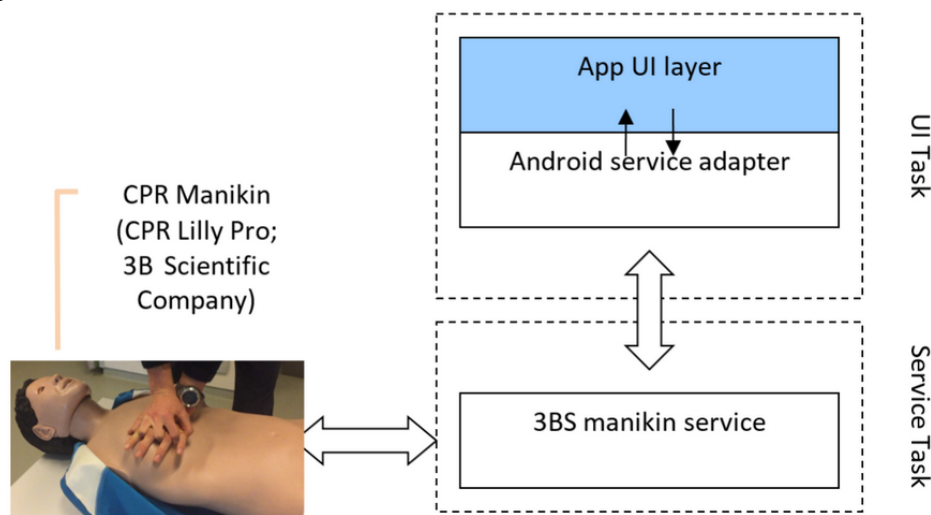 App UI layer
Android service adapter
UI Task
CPR Manikin
(CPR Lilly Pro;
3B Scientific
Company)
3BS manikin service
Service Task